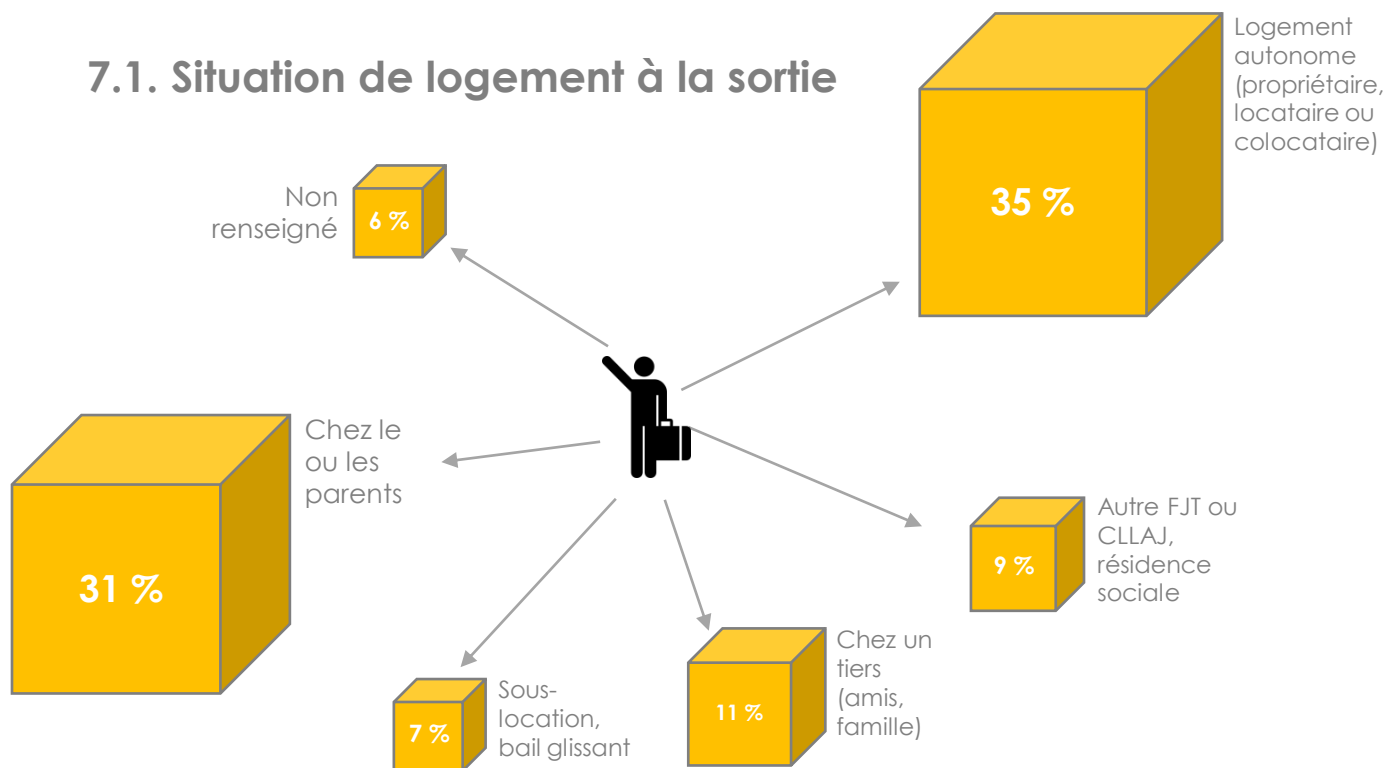 7.1. Situation de logement à la sortie
Logement
autonome
(propriétaire,
locataire ou
colocataire)
35 %
Non
renseigné
6 %
Chez le
ou les
parents
31 %
Autre FJT ou
CLLAJ,
résidence
sociale
9 %
Chez un
tiers
(amis,
famille)
11 %
Sous-
location,
bail glissant
7 %